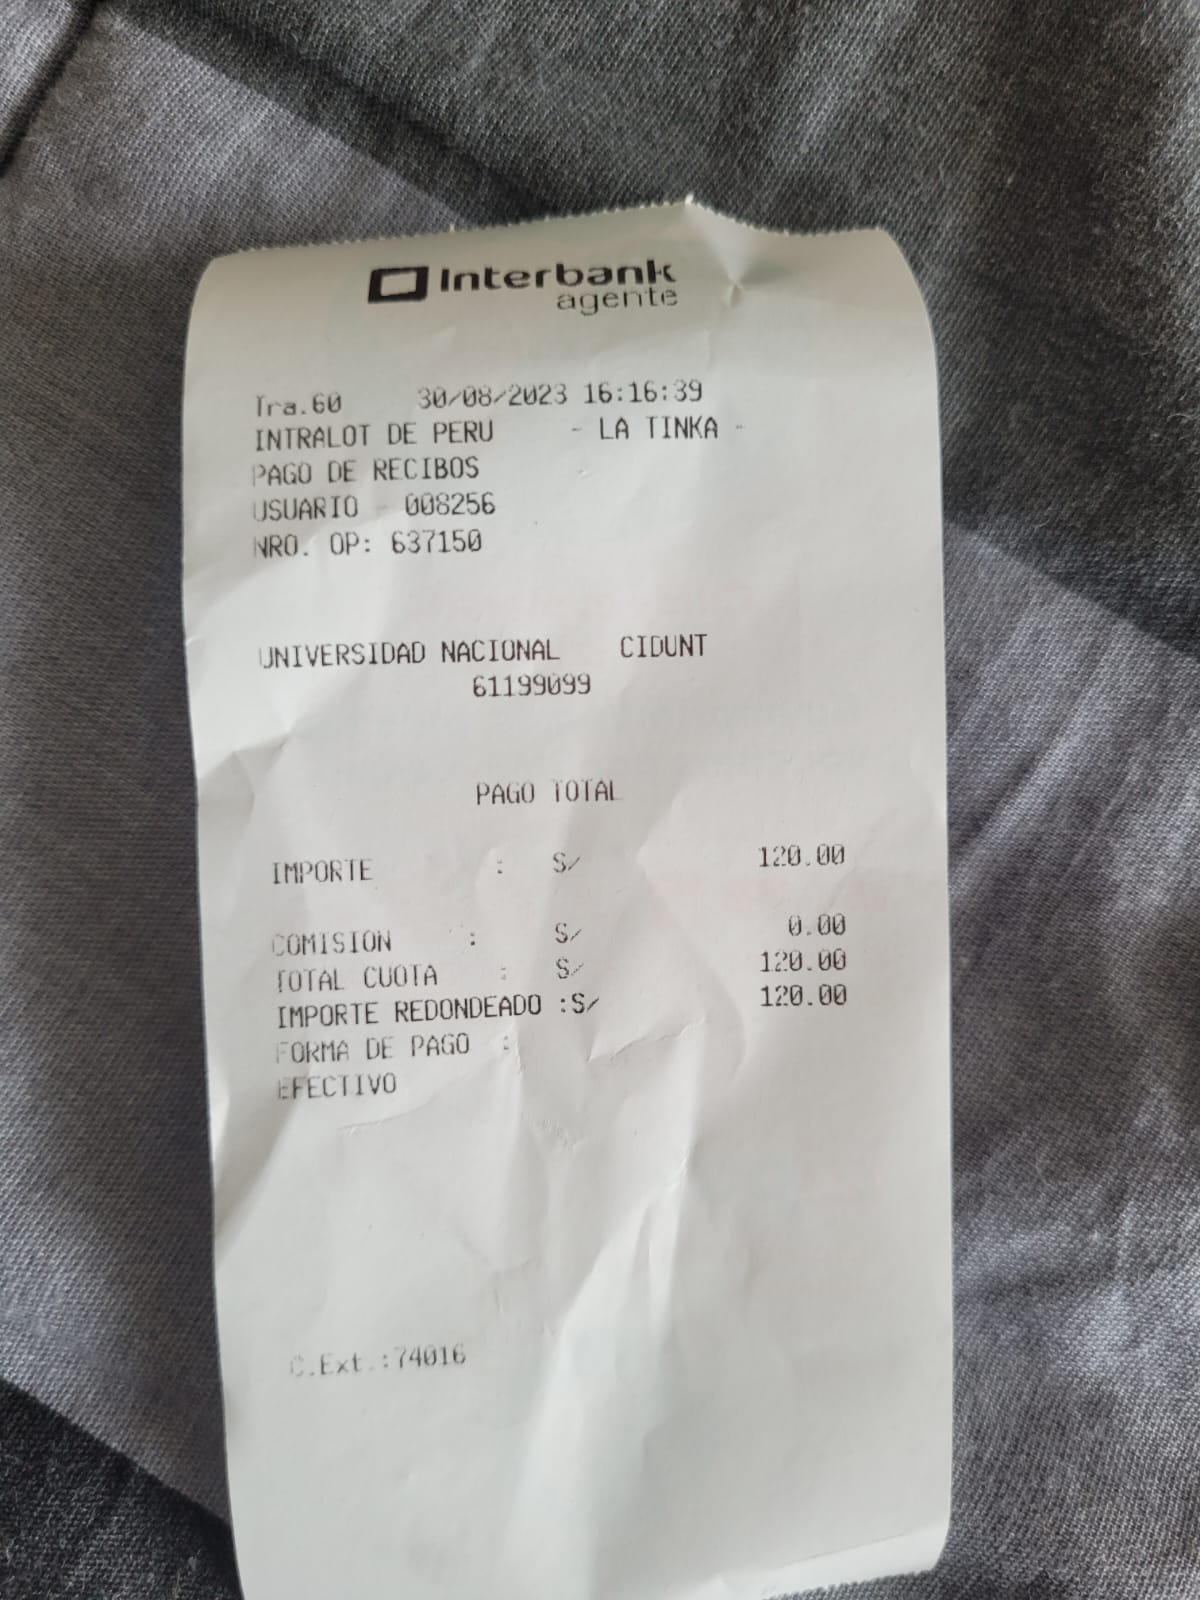 Interbank
agente
Tra.60 30/08/2023 16:16:39
INTRALOT DE PERU - LA TINKA -
PAGO DE RECIBOS
USUARIO - 008256
NRO. OP: 637150
UNIVERSIDAD NACIONAL CIDUNT
61199099
PAGO TOTAL
IMPORTE : S/ 120.00
COMISION : S/ 0.00
TOTAL CUOTA : S/ 120.00
IMPORTE REDONDEADO :S/ 120.00
FORMA DE PAGO :
EFECTIVO
C.Ext.:74016